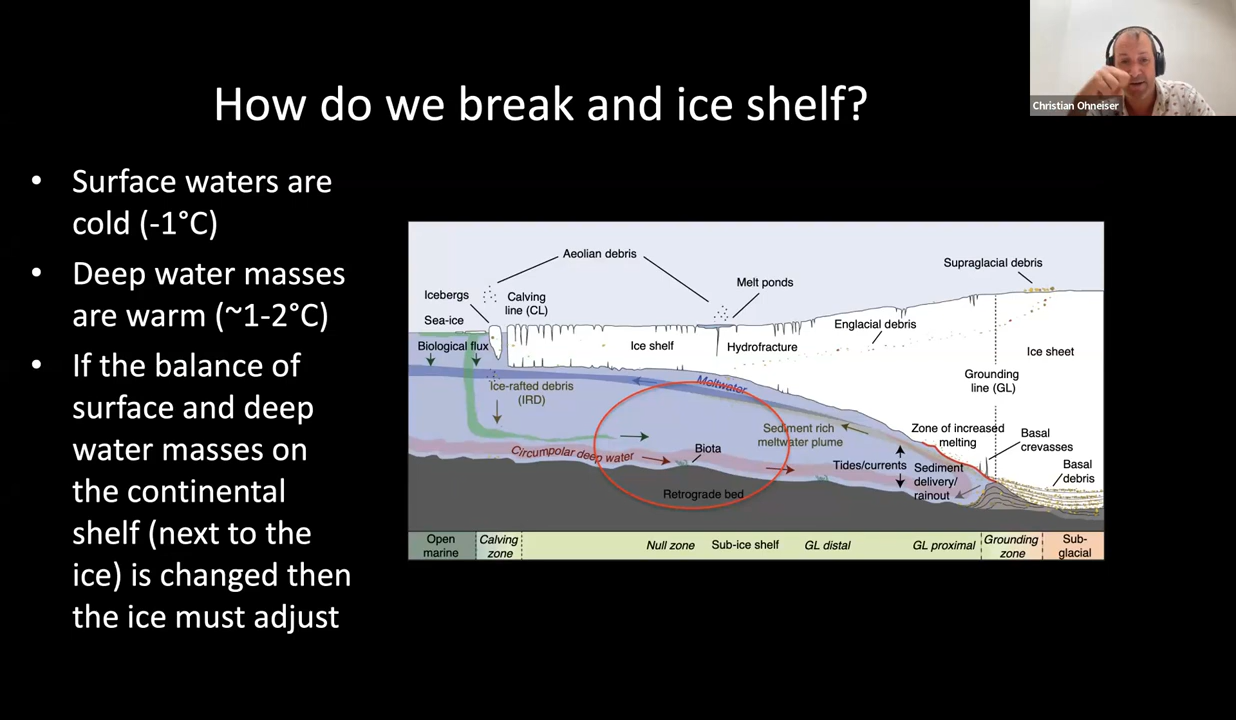 How do we break and ice shelf?
Christian Ohneiser
• Surface waters are
cold (-1°C)
• Deep water masses
are warm (~1-2°C)
• If the balance of
surface and deep
water masses on
the continental
shelf (next to the
ice) is changed then
the ice must adjust
Aeolian debris
Supraglacial debris
Melt ponds
Icebergs
Calving
line (CL)
Sea-ice
Englacial debris
Biological flux
Ice shelf
Hydrofracture
Ice sheet
Grounding
line (GL)
Meltwater
Ice-rafted debris
(IRD)
Sediment rich
meltwater plume
Zone of increased
melting
Basal
crevasses
Circumpolar deep water
Biota
Tides/currents
Sediment
delivery/
rainout
Basal
debris
Retrograde bed
Open
marine
Calving
zone
Null zone
Sub-ice shelf
GL distal
GL proximal
Grounding
zone
Sub-
glacial